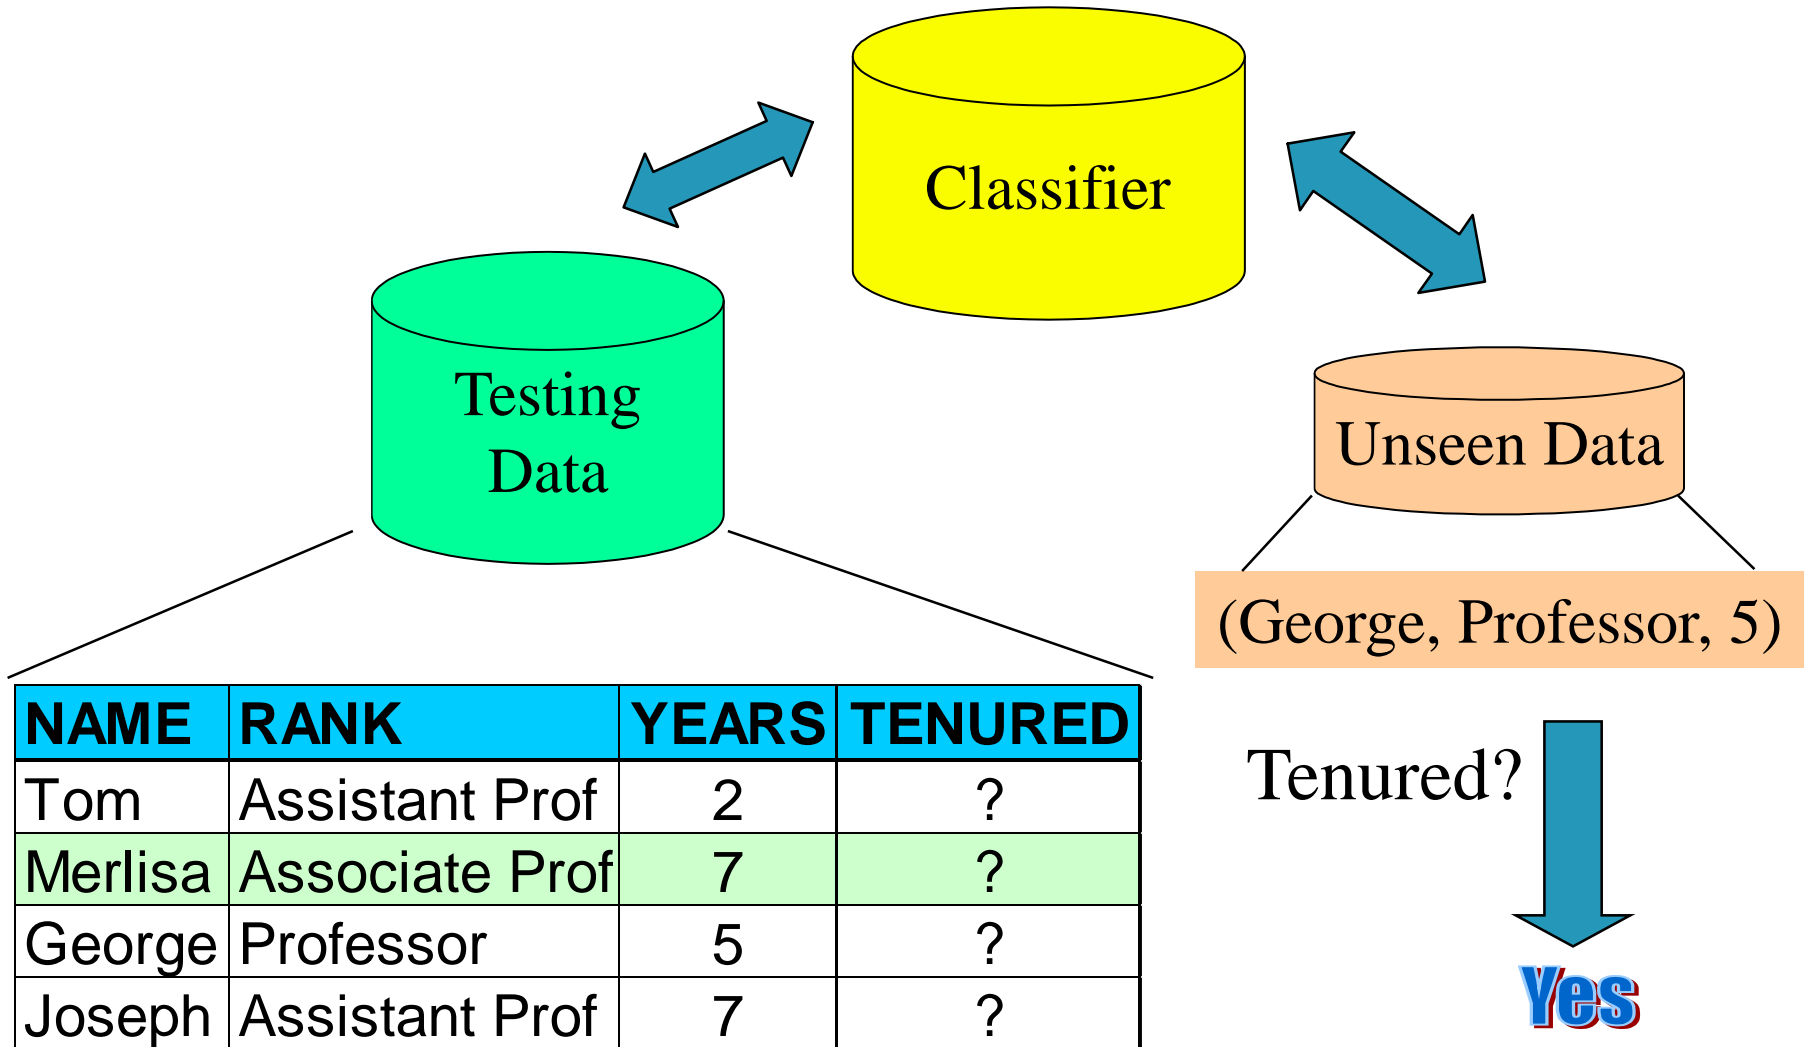 Classifier
Testing
Data
Unseen Data
(George, Professor, 5)
NAME RANK YEARS TENURED
Tom Assistant Prof 2 ?
Merlisa Associate Prof 7 ?
George Professor 5 ?
Joseph Assistant Prof 7 ?
Tenured?
Yes